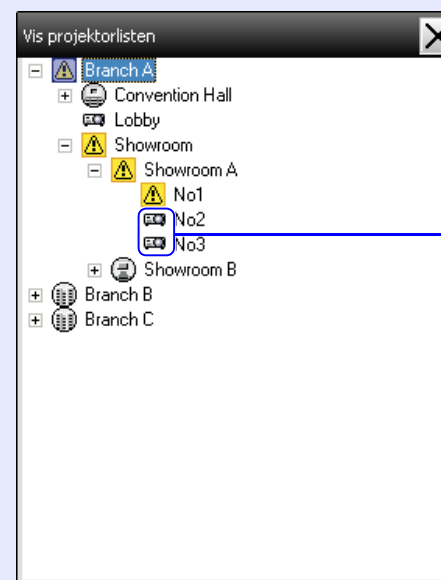 Vis projektorlisten
Branch A
Convention Hall
Lobby
Showroom
Showroom A
No1
No2
No3
Showroom B
Branch B
Branch C